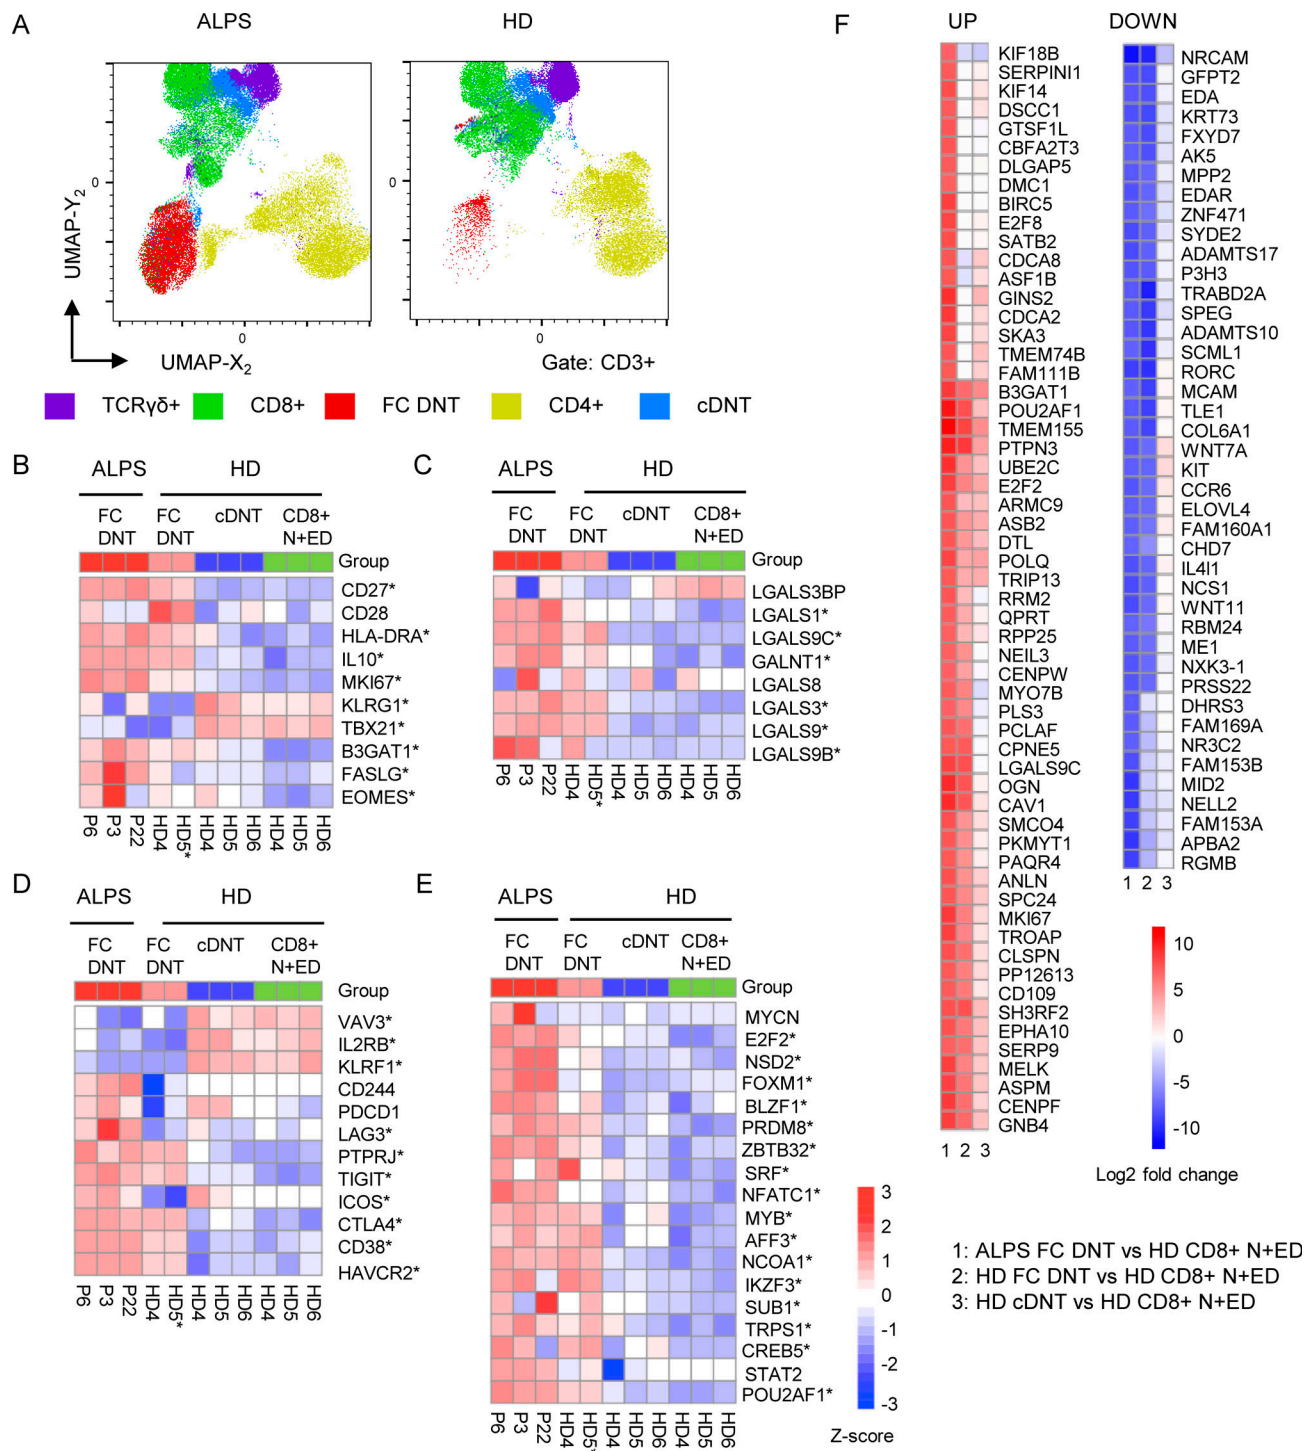 A
ALPS
HD
UMAP-Y2
0
0
0
0
UMAP-X2
Gate: CD3+
TCRγδ+
CD8+
FC DNT
CD4+
cDNT
B
ALPS
HD
FC DNT
FC DNT
cDNT
CD8+ N+ED
Group
CD27*
CD28
HLA-DRA*
IL10*
MKI67*
KLRG1*
TBX21*
B3GAT1*
FASLG*
EOMES*
P6 P3 P22 HD4 HD5* HD4 HD5 HD6 HD4 HD5 HD6
C
ALPS
HD
FC DNT
FC DNT
cDNT
CD8+ N+ED
Group
LGALS3BP
LGALS1*
LGALS9C*
GALNT1*
LGALS8
LGALS3*
LGALS9*
LGALS9B*
P6 P3 P22 HD4 HD5* HD4 HD5 HD6 HD4 HD5 HD6
D
ALPS
HD
FC DNT
FC DNT
cDNT
CD8+ N+ED
Group
VAV3*
IL2RB*
KLRF1*
CD244
PDCD1
LAG3*
PTPRJ*
TIGIT*
ICOS*
CTLA4*
CD38*
HAVCR2*
P6 P3 P22 HD4 HD5* HD4 HD5 HD6 HD4 HD5 HD6
E
ALPS
HD
FC DNT
FC DNT
cDNT
CD8+ N+ED
Group
MYCN
E2F2*
NSD2*
FOXM1*
BLZF1*
PRDM8*
ZBTB32*
SRF*
NFATC1*
MYB*
AFF3*
NCOA1*
IKZF3*
SUB1*
TRPS1*
CREB5*
STAT2
POU2AF1*
P6 P3 P22 HD4 HD5* HD4 HD5 HD6 HD4 HD5 HD6
3
2
1
0
-1
-2
-3
Z-score
F
UP
KIF18B
SERPINI1
KIF14
DSCC1
GTSF1L
CBFA2T3
DLGAP5
DMC1
BIRC5
E2F8
SATB2
CDCA8
ASF1B
GINS2
CDCA2
SKA3
TMEM74B
FAM111B
B3GAT1
POU2AF1
TMEM155
PTPN3
UBE2C
E2F2
ARMC9
ASB2
DTL
POLQ
TRIP13
RRM2
QPRT
RPP25
NEIL3
CENPW
MYO7B
PLS3
PCLAF
CPNE5
LGALS9C
OGN
CAV1
SMCO4
PKMYT1
PAQR4
ANLN
SPC24
MKI67
TROAP
CLSPN
PP12613
CD109
SH3RF2
EPHA10
SERP9
MELK
ASPM
CENPF
GNB4
1 2 3
DOWN
NRCAM
GFPT2
EDA
KRT73
FXYD7
AK5
MPP2
EDAR
ZNF471
SYDE2
ADAMTS17
P3H3
TRABD2A
SPEG
ADAMTS10
SCML1
RORC
MCAM
TLE1
COL6A1
WNT7A
KIT
CCR6
ELOVL4
FAM160A1
CHD7
IL4I1
NCS1
WNT11
RBM24
ME1
NXK3-1
PRSS22
DHRS3
FAM169A
NR3C2
FAM153B
MID2
NELL2
FAM153A
APBA2
RGMB
1 2 3
10
5
0
-5
-10
Log2 fold change
1: ALPS FC DNT vs HD CD8+ N+ED
2: HD FC DNT vs HD CD8+ N+ED
3: HD cDNT vs HD CD8+ N+ED